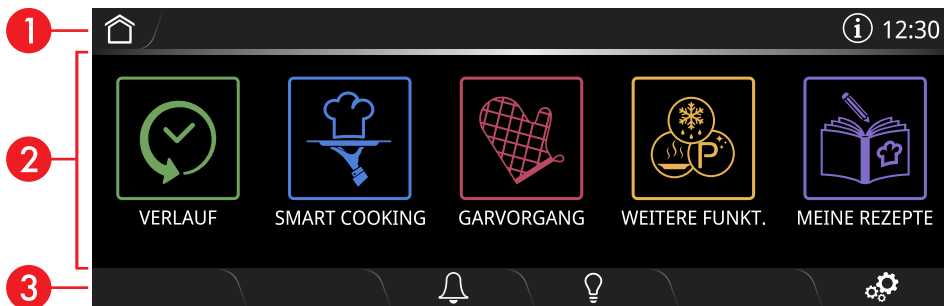 1
12:30
2
P
VERLAUF
SMART COOKING
GARVORGANG
WEITERE FUNKT.
MEINE REZEPTE
3